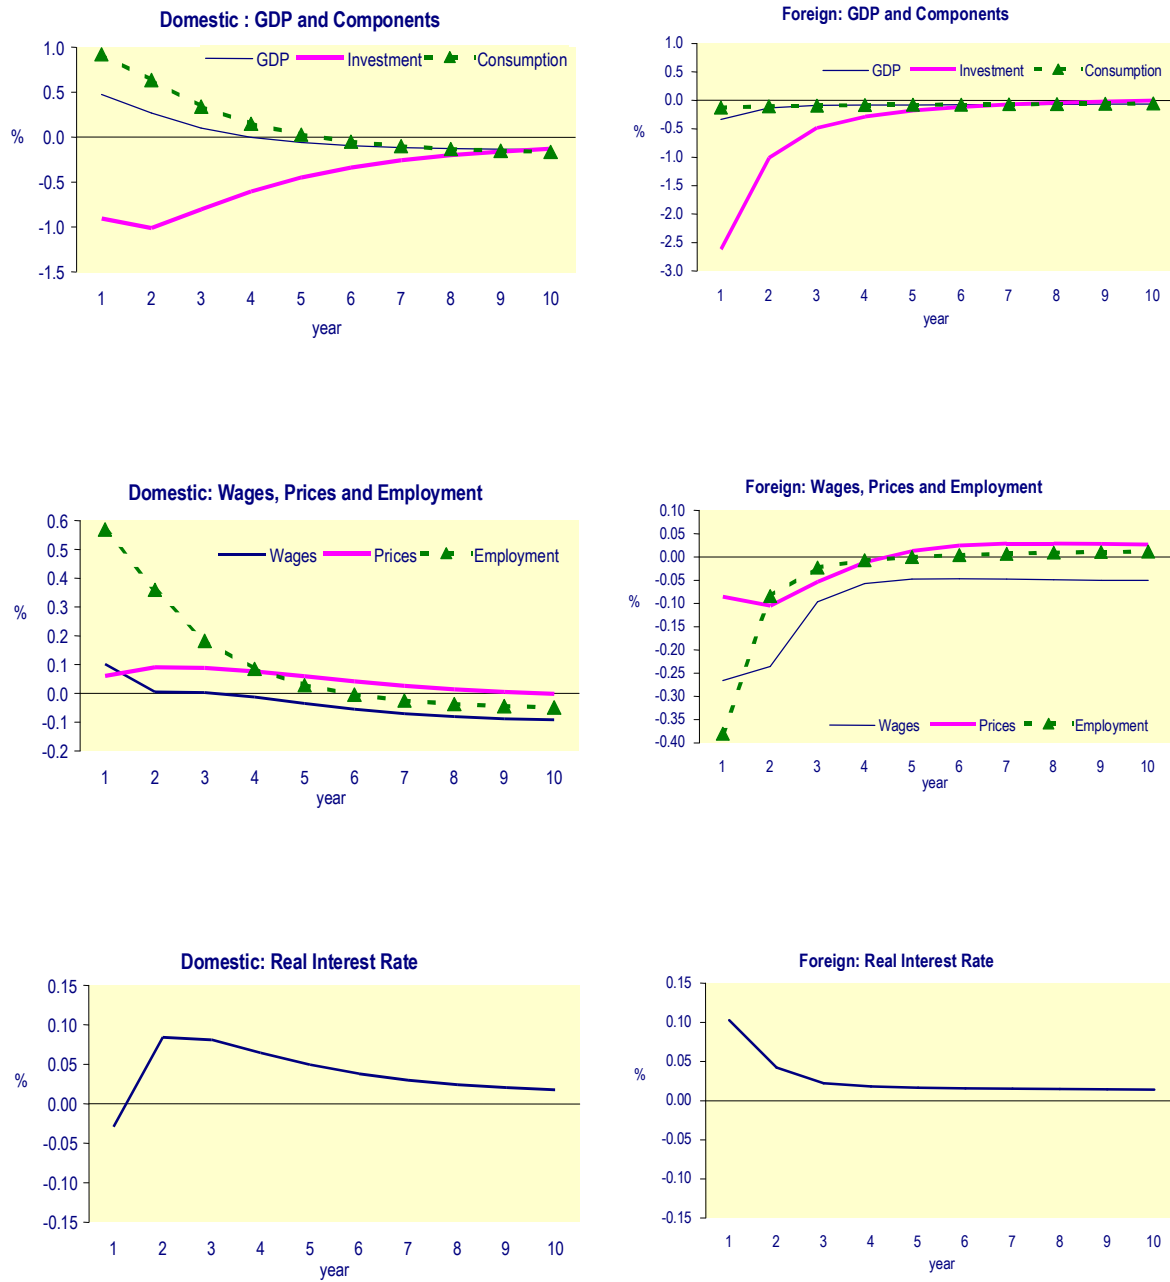 Domestic : GDP and Components
GDP Investment Consumption
1.0
0.5
0.0
-0.5
-1.0
-1.5
%
1 2 3 4 5 6 7 8 9 10
year
Foreign: GDP and Components
GDP Investment Consumption
1.0
0.5
0.0
-0.5
-1.0
-1.5
-2.0
-2.5
-3.0
%
1 2 3 4 5 6 7 8 9 10
year
Domestic: Wages, Prices and Employment
Wages Prices Employment
0.6
0.5
0.4
0.3
0.2
0.1
0.0
-0.1
-0.2
%
1 2 3 4 5 6 7 8 9 10
year
Foreign: Wages, Prices and Employment
0.10
0.05
0.00
-0.05
-0.10
-0.15
-0.20
-0.25
-0.30
-0.35
-0.40
%
Wages Prices Employment
1 2 3 4 5 6 7 8 9 10
year
Domestic: Real Interest Rate
0.15
0.10
0.05
0.00
-0.05
-0.10
-0.15
%
1 2 3 4 5 6 7 8 9 10
year
Foreign: Real Interest Rate
0.15
0.10
0.05
0.00
-0.05
-0.10
-0.15
%
1 2 3 4 5 6 7 8 9 10
year